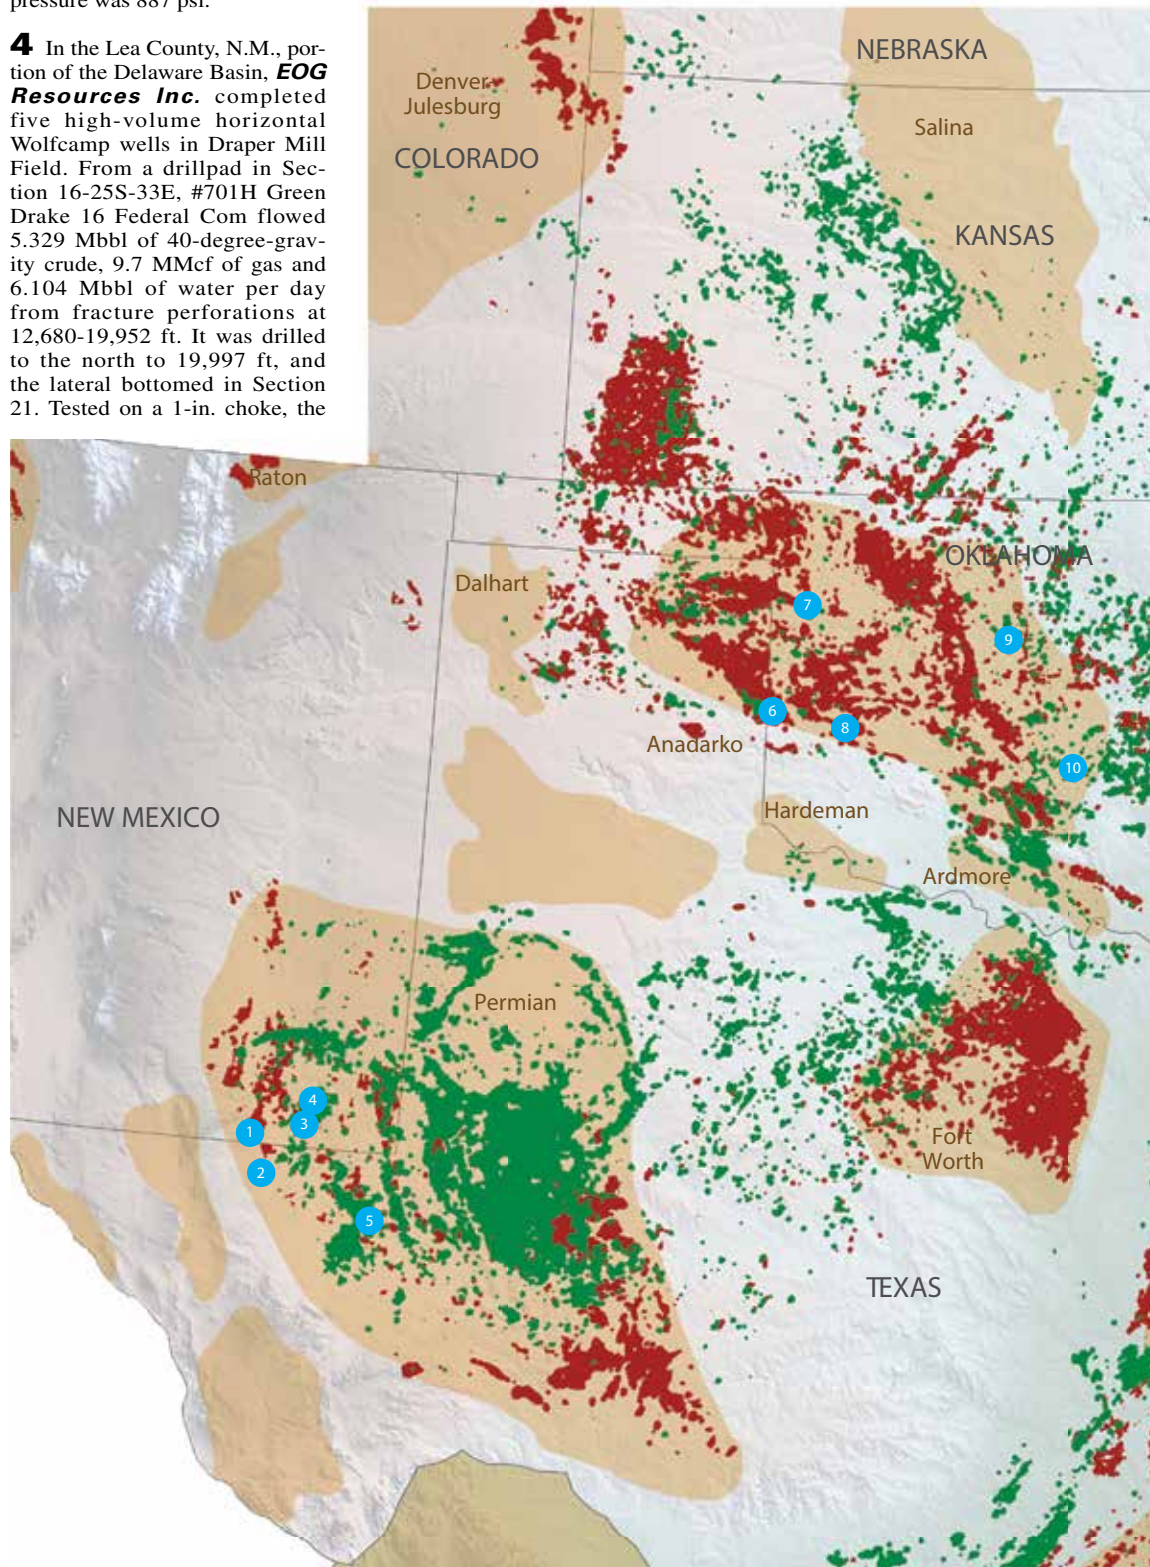 pressure was 887 psi.
4 In the Lea County, N.M., por-
tion of the Delaware Basin, EOG
Resources Inc. completed
five high-volume horizontal
Wolfcamp wells in Draper Mill
Field. From a drillpad in Sec-
tion 16-25S-33E, #701H Green
Drake 16 Federal Com flowed
5.329 Mbbl of 40-degree-grav-
ity crude, 9.7 MMcf of gas and
6.104 Mbbl of water per day
from fracture perforations at
12,680-19,952 ft. It was drilled
to the north to 19,997 ft, and
the lateral bottomed in Section
21. Tested on a 1-in. choke, the
NEBRASKA
Denver-
Julesburg
Salina
COLORADO
KANSAS
Raton
OKLAHOMA
Dalhart
7
9
6
8
Anadarko
10
Hardeman
NEW MEXICO
Ardmore
Permian
4
3
1
Fort
Worth
2
5
TEXAS